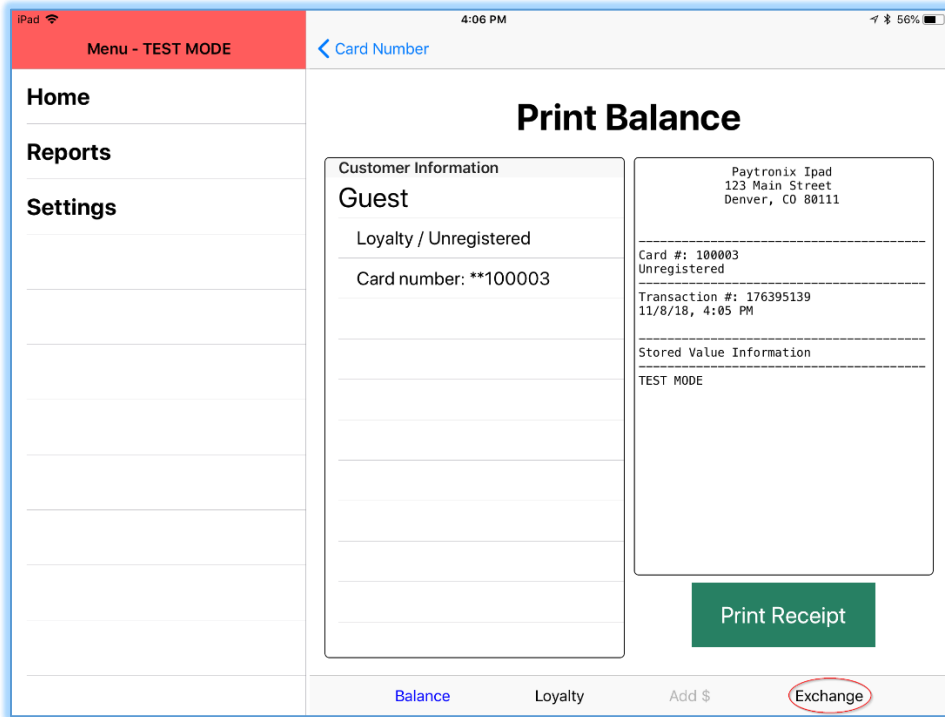 iPad 4:06 PM 56%
Menu - TEST MODE
Card Number
Home
Reports
Settings
Print Balance
Customer Information
Guest
Loyalty / Unregistered
Card number: **100003
Paytronix Ipad
123 Main Street
Denver, CO 80111
----------------------------------------
Card #: 100003
Unregistered
----------------------------------------
Transaction #: 176395139
11/8/18, 4:05 PM
----------------------------------------
Stored Value Information
----------------------------------------
TEST MODE
Print Receipt
Balance Loyalty Add $ Exchange